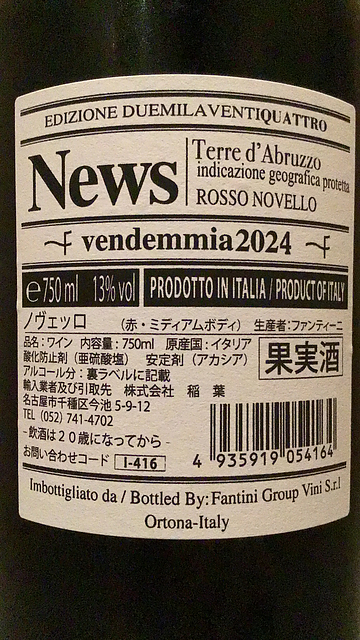 EDIZIONE DUEMILAVENTIQUATTRO
News
Terre d'Abruzzo
indicazione geografica protetta
ROSSO NOVELLO
vendemmia2024
℮750 ml 13% vol PRODOTTO IN ITALIA / PRODUCT OF ITALY
ノヴェッロ (赤・ミディアムボディ) 生産者:ファンティーニ
品名:ワイン 内容量:750ml 原産国:イタリア
酸化防止剤(亜硫酸塩) 安定剤(アカシア)
アルコール分:裏ラベルに記載
果実酒
輸入業者及び引取先 株式会社 稲葉
名古屋市千種区今池 5-9-12
TEL (052) 741-4702
-飲酒は20歳になってから-
お問い合わせコード I-416
4 935919 054164
Imbottigliato da / Bottled By: Fantini Group Vini S.r.l
Ortona-Italy